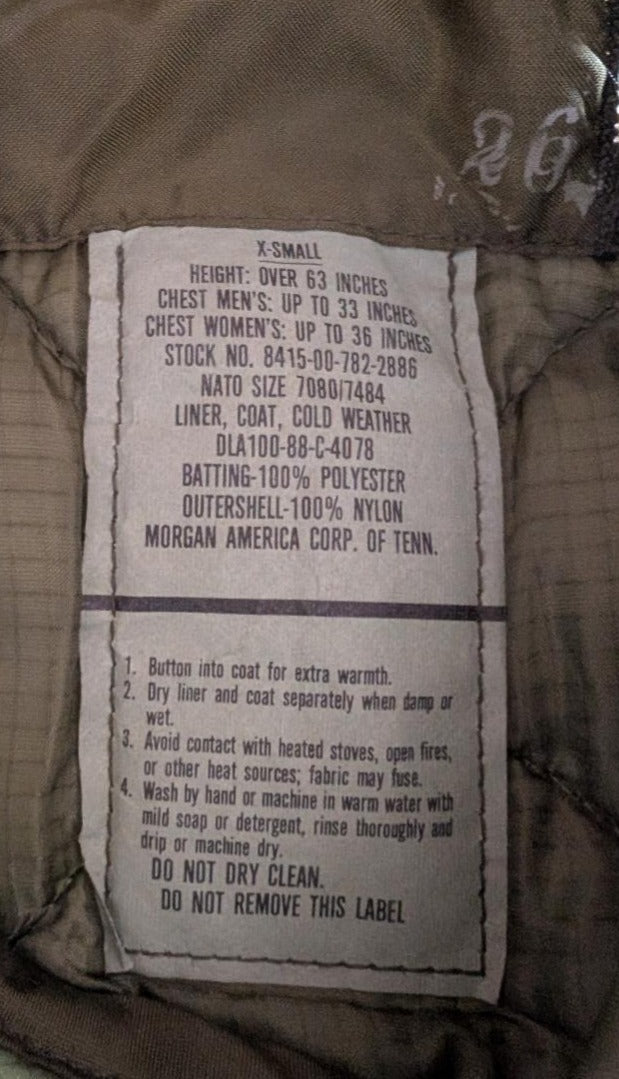 26
X-SMALL
HEIGHT: OVER 63 INCHES
CHEST MEN'S: UP TO 33 INCHES
CHEST WOMEN'S: UP TO 36 INCHES
STOCK NO. 8415-00-782-2886
NATO SIZE 7080/7484
LINER, COAT, COLD WEATHER
DLA100-88-C-4078
BATTING-100% POLYESTER
OUTERSHELL-100% NYLON
MORGAN AMERICA CORP. OF TENN.
1. Button into coat for extra warmth.
2. Dry liner and coat separately when damp or
wet.
3. Avoid contact with heated stoves, open fires,
or other heat sources; fabric may fuse.
4. Wash by hand or machine in warm water with
mild soap or detergent, rinse thoroughly and
drip or machine dry.
DO NOT DRY CLEAN.
DO NOT REMOVE THIS LABEL